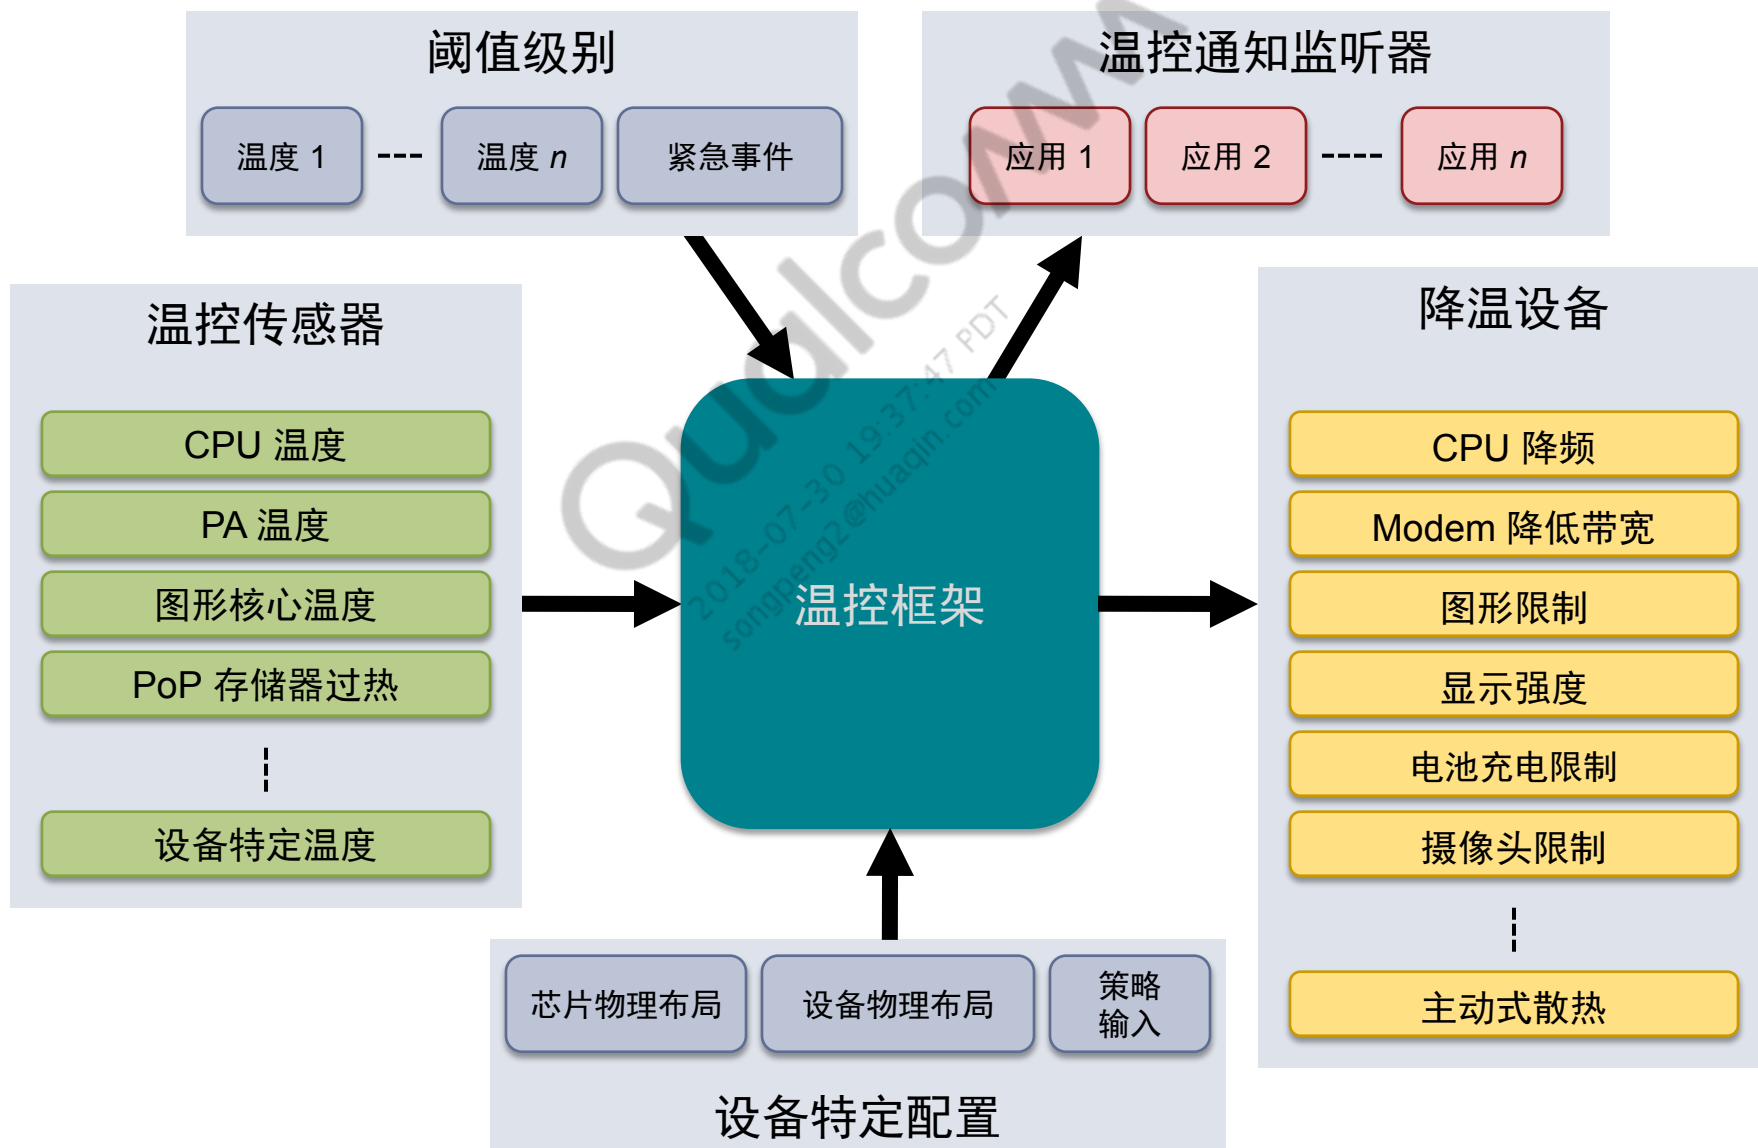 阈值级别
温度 1
温度 n
紧急事件
温控通知监听器
应用 1
应用 2
应用 n
温控传感器
CPU 温度
PA 温度
图形核心温度
PoP 存储器过热
设备特定温度
温控框架
降温设备
CPU 降频
Modem 降低带宽
图形限制
显示强度
电池充电限制
摄像头限制
主动式散热
芯片物理布局
设备物理布局
策略
输入
设备特定配置
Qualcomm
2018-07-30 19:37:47 PDT
songpeng2@huaqin.com